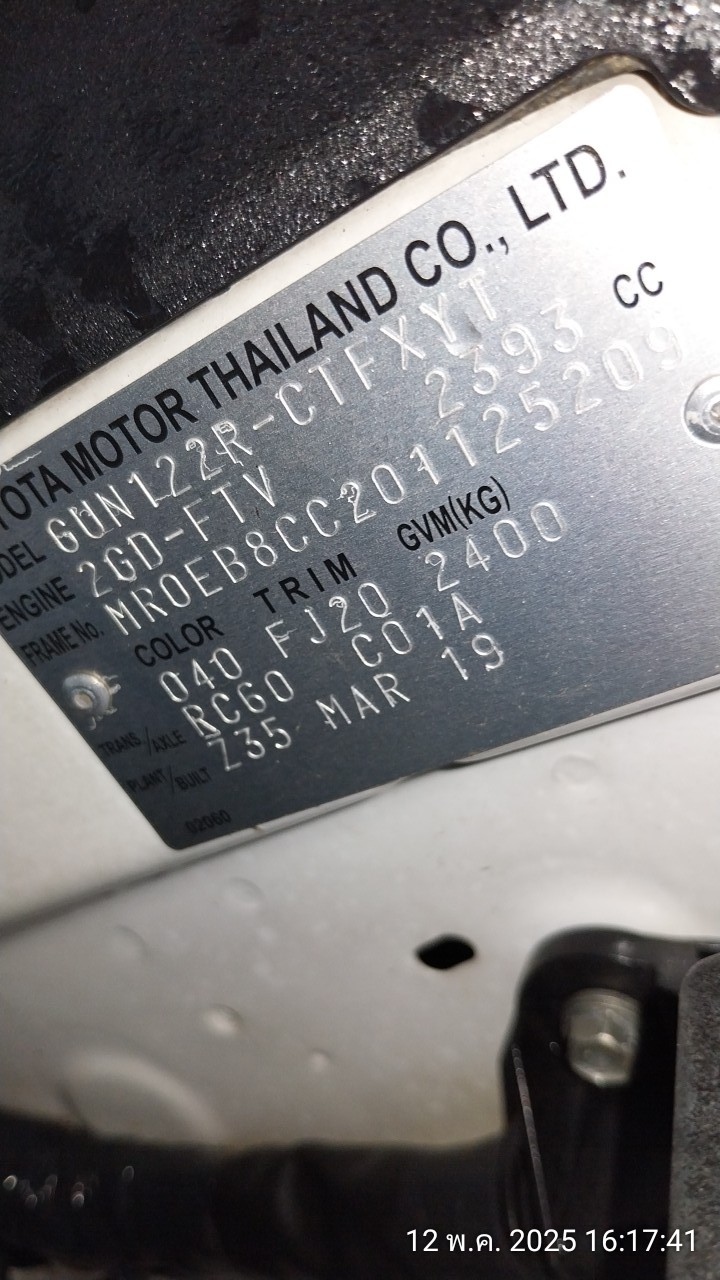 YOTA MOTOR THAILAND CO., LTD.
MODEL GUN122R-CTFXYT
ENGINE 2GD-FTV 2393 CC
FRAME No. MR0EB8CC201125209
COLOR TRIM GVM(KG)
040 FJ20 2400
TRANS./AXLE RC60 C01A
PLANT/BUILT Z35 MAR 19
02060
12 พ.ค. 2025 16:17:41